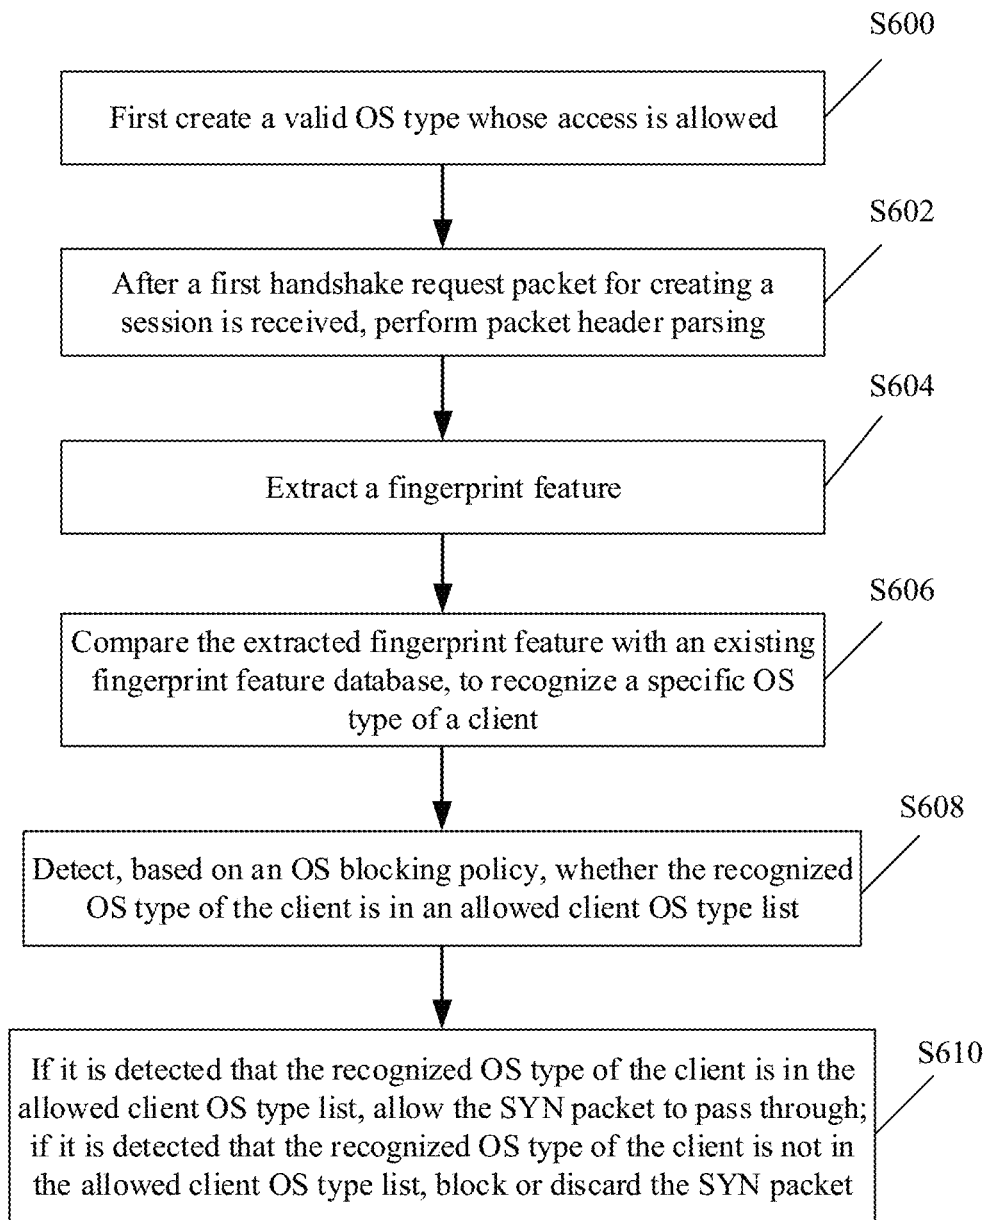 S600
First create a valid OS type whose access is allowed
S602
After a first handshake request packet for creating a
session is received, perform packet header parsing
S604
Extract a fingerprint feature
S606
Compare the extracted fingerprint feature with an existing
fingerprint feature database, to recognize a specific OS
type of a client
S608
Detect, based on an OS blocking policy, whether the recognized
OS type of the client is in an allowed client OS type list
S610
If it is detected that the recognized OS type of the client is in the
allowed client OS type list, allow the SYN packet to pass through;
if it is detected that the recognized OS type of the client is not in
the allowed client OS type list, block or discard the SYN packet